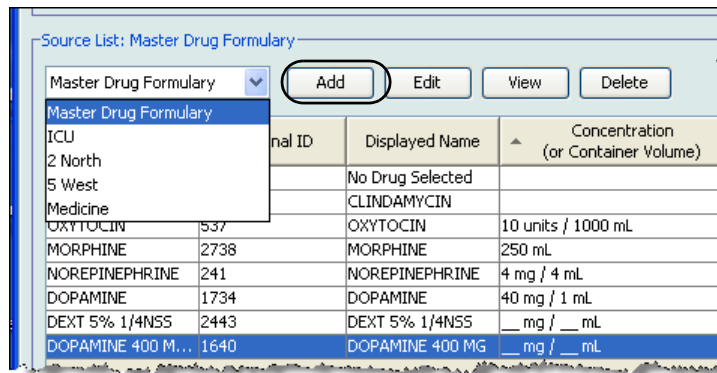 Source List: Master Drug Formulary
Master Drug Formulary Add Edit View Delete
Master Drug Formulary
ICU
2 North
5 West
Medicine
nal ID Displayed Name Concentration
(or Container Volume)
No Drug Selected
CLINDAMYCIN
OXYTOCIN 537 OXYTOCIN 10 units / 1000 mL
MORPHINE 2738 MORPHINE 250 mL
NOREPINEPHRINE 241 NOREPINEPHRINE 4 mg / 4 mL
DOPAMINE 1734 DOPAMINE 40 mg / 1 mL
DEXT 5% 1/4NSS 2443 DEXT 5% 1/4NSS __ mg / __ mL
DOPAMINE 400 M... 1640 DOPAMINE 400 MG __ mg / __ mL